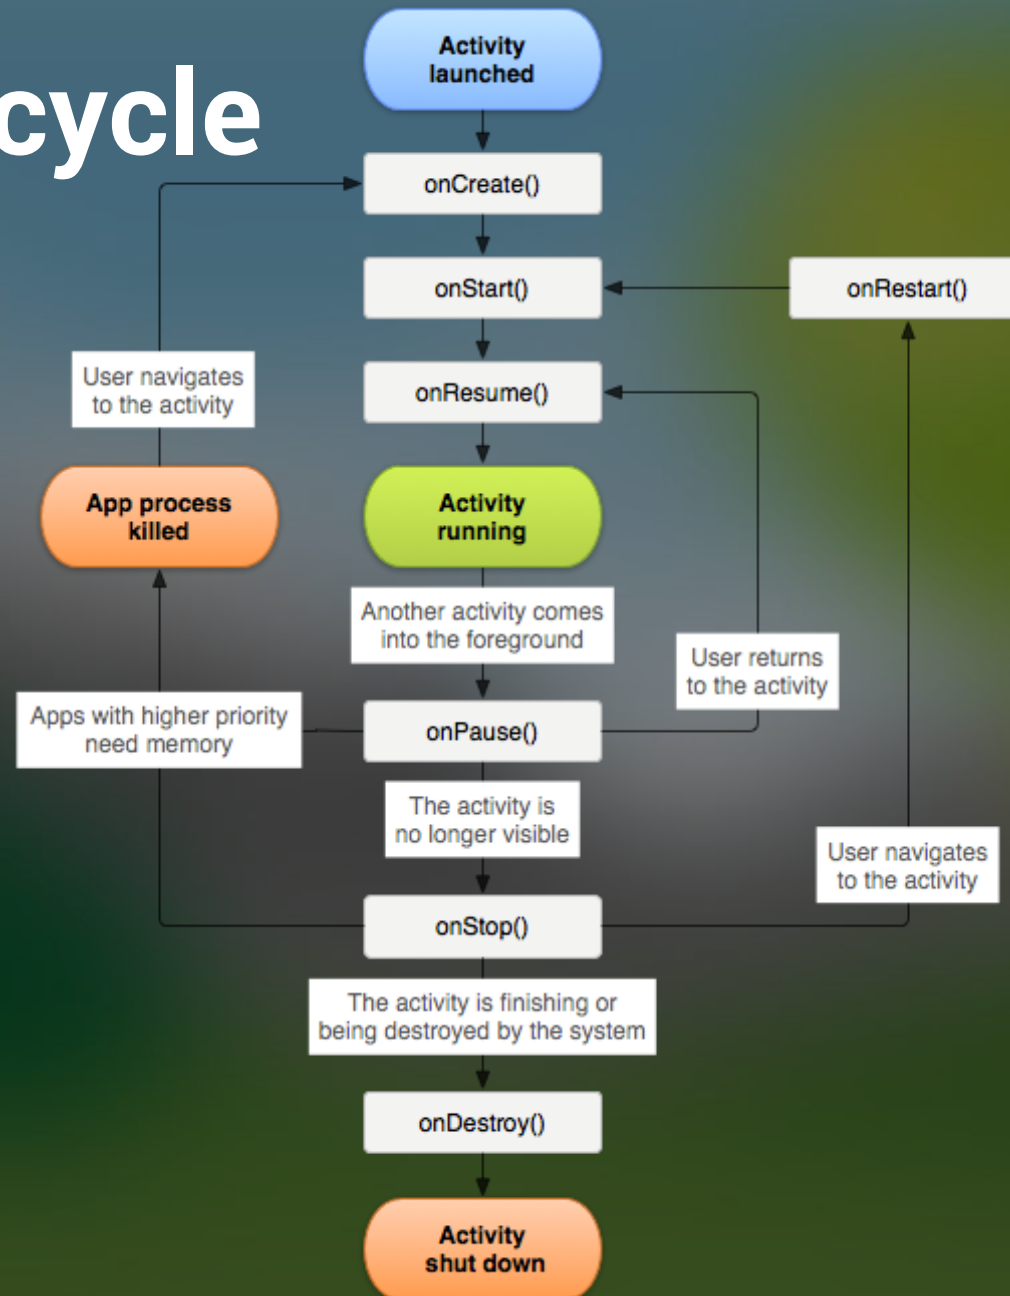 cycle
Activity
launched
onCreate()
onStart()
onRestart()
onResume()
User navigates
to the activity
App process
killed
Activity
running
Another activity comes
into the foreground
User returns
to the activity
Apps with higher priority
need memory
onPause()
The activity is
no longer visible
User navigates
to the activity
onStop()
The activity is finishing or
being destroyed by the system
onDestroy()
Activity
shut down